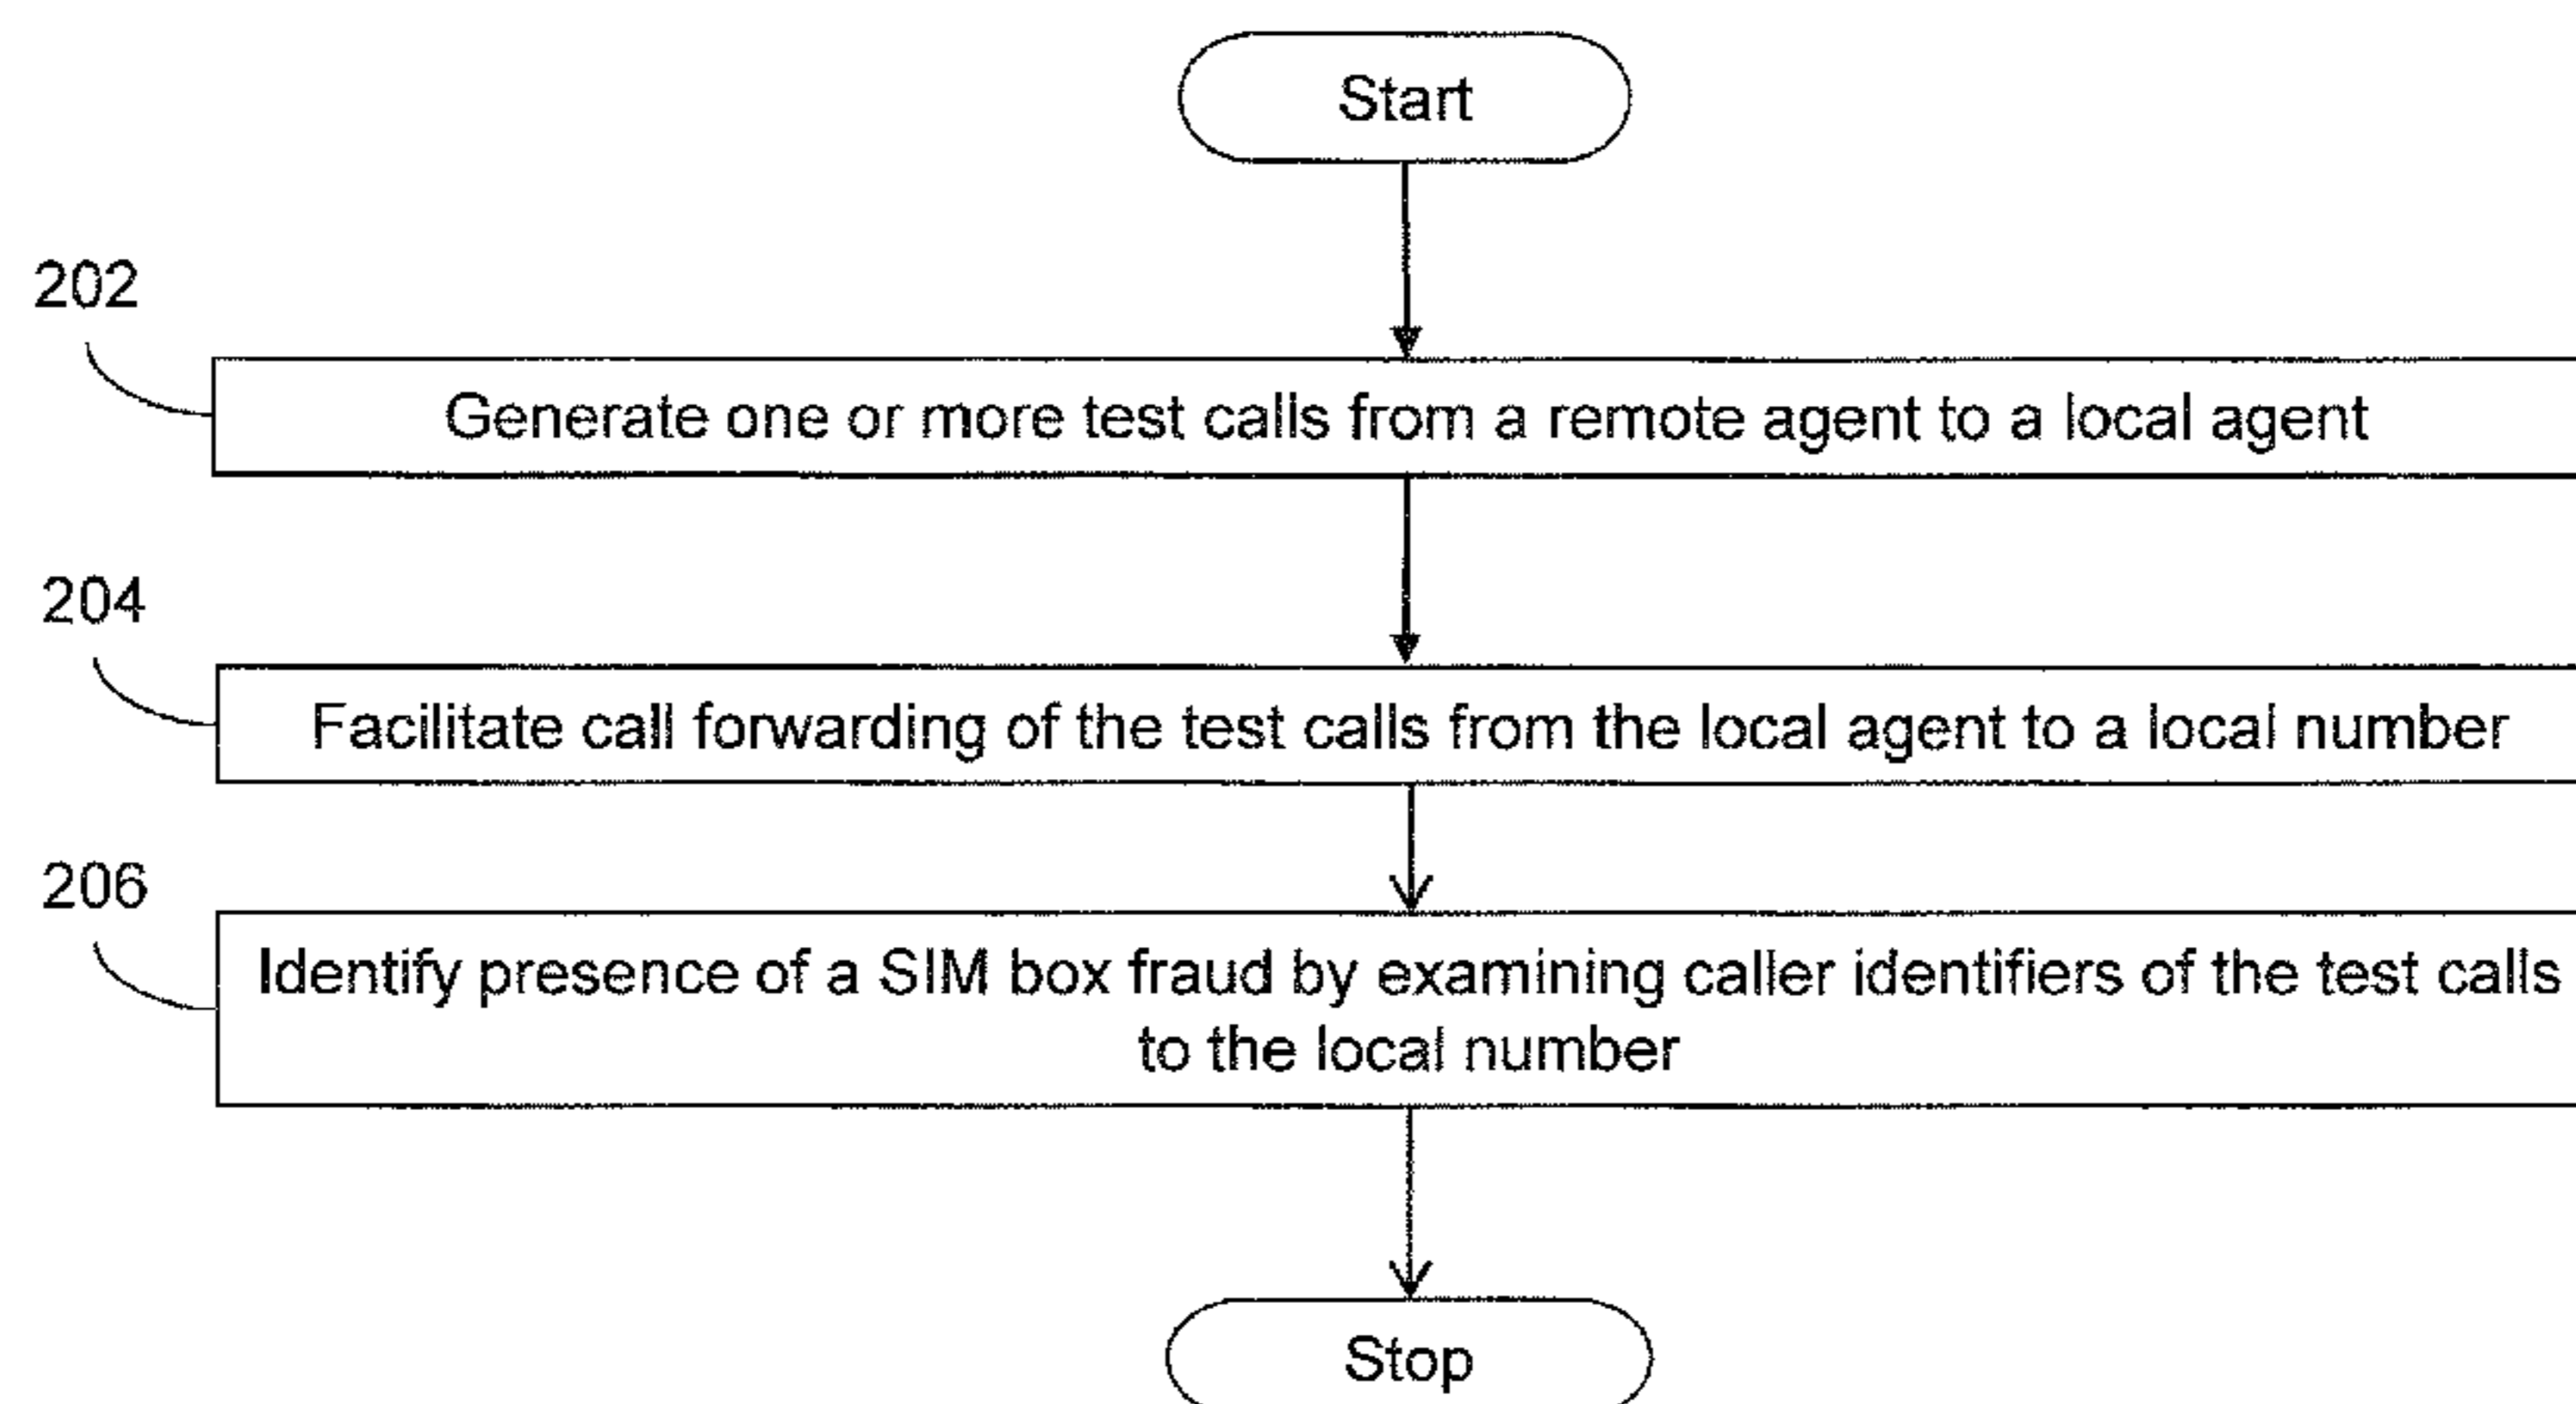 Start
202
Generate one or more test calls from a remote agent to a local agent
204
Facilitate call forwarding of the test calls from the local agent to a local number
206
Identify presence of a SIM box fraud by examining caller identifiers of the test calls
to the local number
Stop